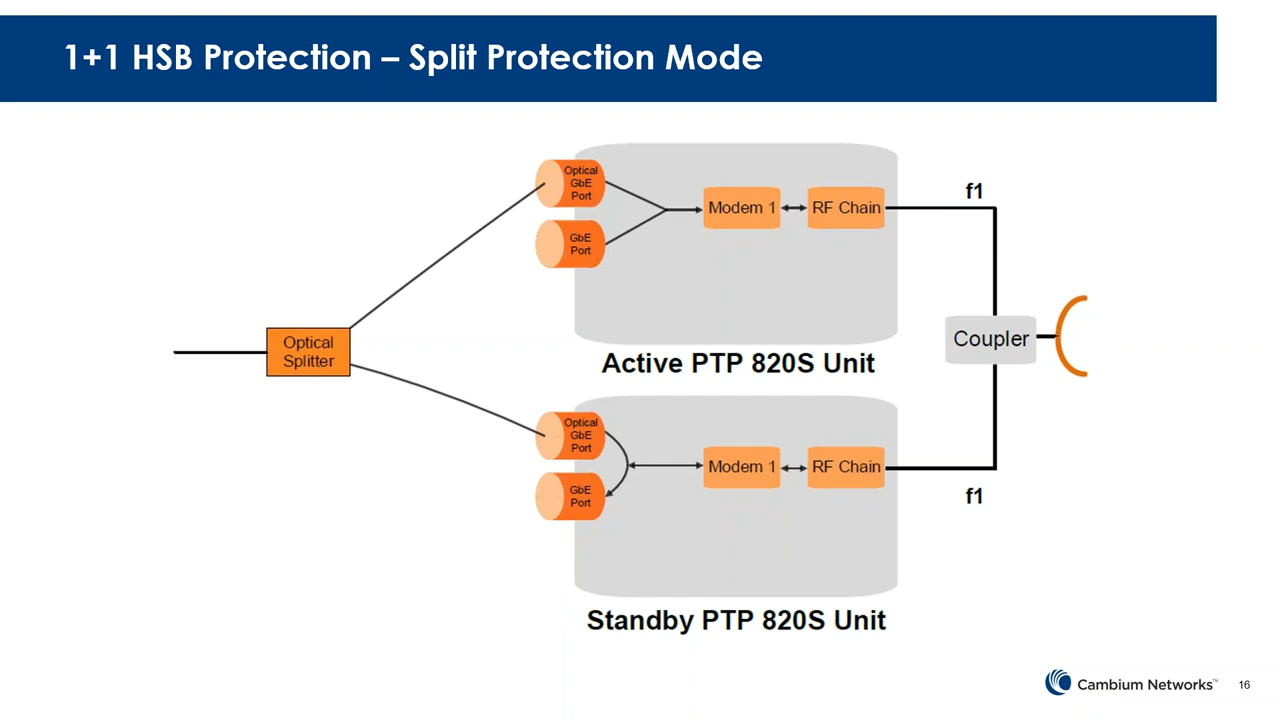 1+1 HSB Protection – Split Protection Mode
Optical
GbE
Port
GbE
Port
Modem 1
RF Chain
f1
Optical
Splitter
Coupler
Active PTP 820S Unit
Optical
GbE
Port
GbE
Port
Modem 1
RF Chain
f1
Standby PTP 820S Unit
Cambium Networks™
16